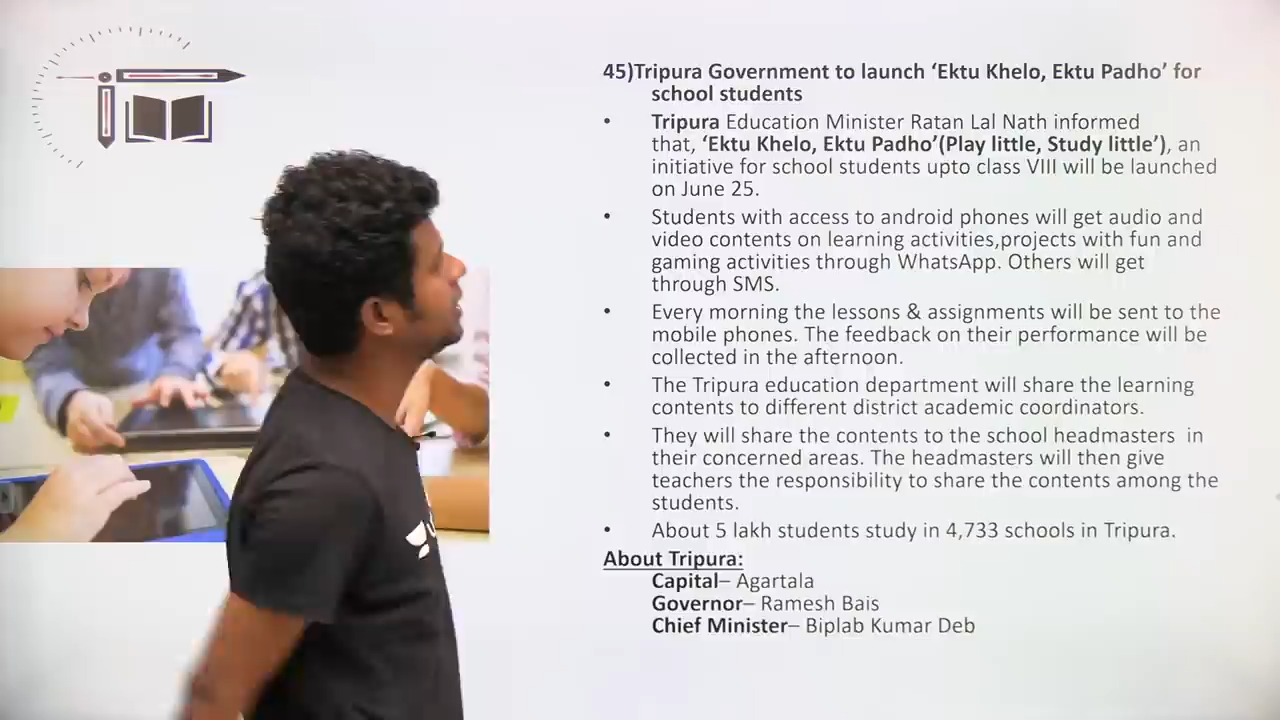 45)Tripura Government to launch ‘Ektu Khelo, Ektu Padho’ for
school students
• Tripura Education Minister Ratan Lal Nath informed
that, ‘Ektu Khelo, Ektu Padho’(Play little, Study little’), an
initiative for school students upto class VIII will be launched
on June 25.
• Students with access to android phones will get audio and
video contents on learning activities,projects with fun and
gaming activities through WhatsApp. Others will get
through SMS.
• Every morning the lessons & assignments will be sent to the
mobile phones. The feedback on their performance will be
collected in the afternoon.
• The Tripura education department will share the learning
contents to different district academic coordinators.
• They will share the contents to the school headmasters  in
their concerned areas. The headmasters will then give
teachers the responsibility to share the contents among the
students.
• About 5 lakh students study in 4,733 schools in Tripura.
About Tripura:
Capital– Agartala
Governor– Ramesh Bais
Chief Minister– Biplab Kumar Deb